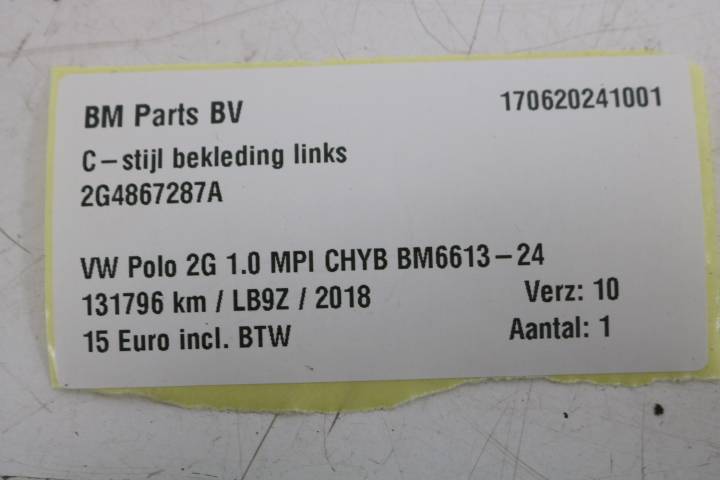 BM Parts BV 170620241001
C-stijl bekleding links
2G4867287A
VW Polo 2G 1.0 MPI CHYB BM6613-24
131796 km / LB9Z / 2018 Verz: 10
15 Euro incl. BTW Aantal: 1